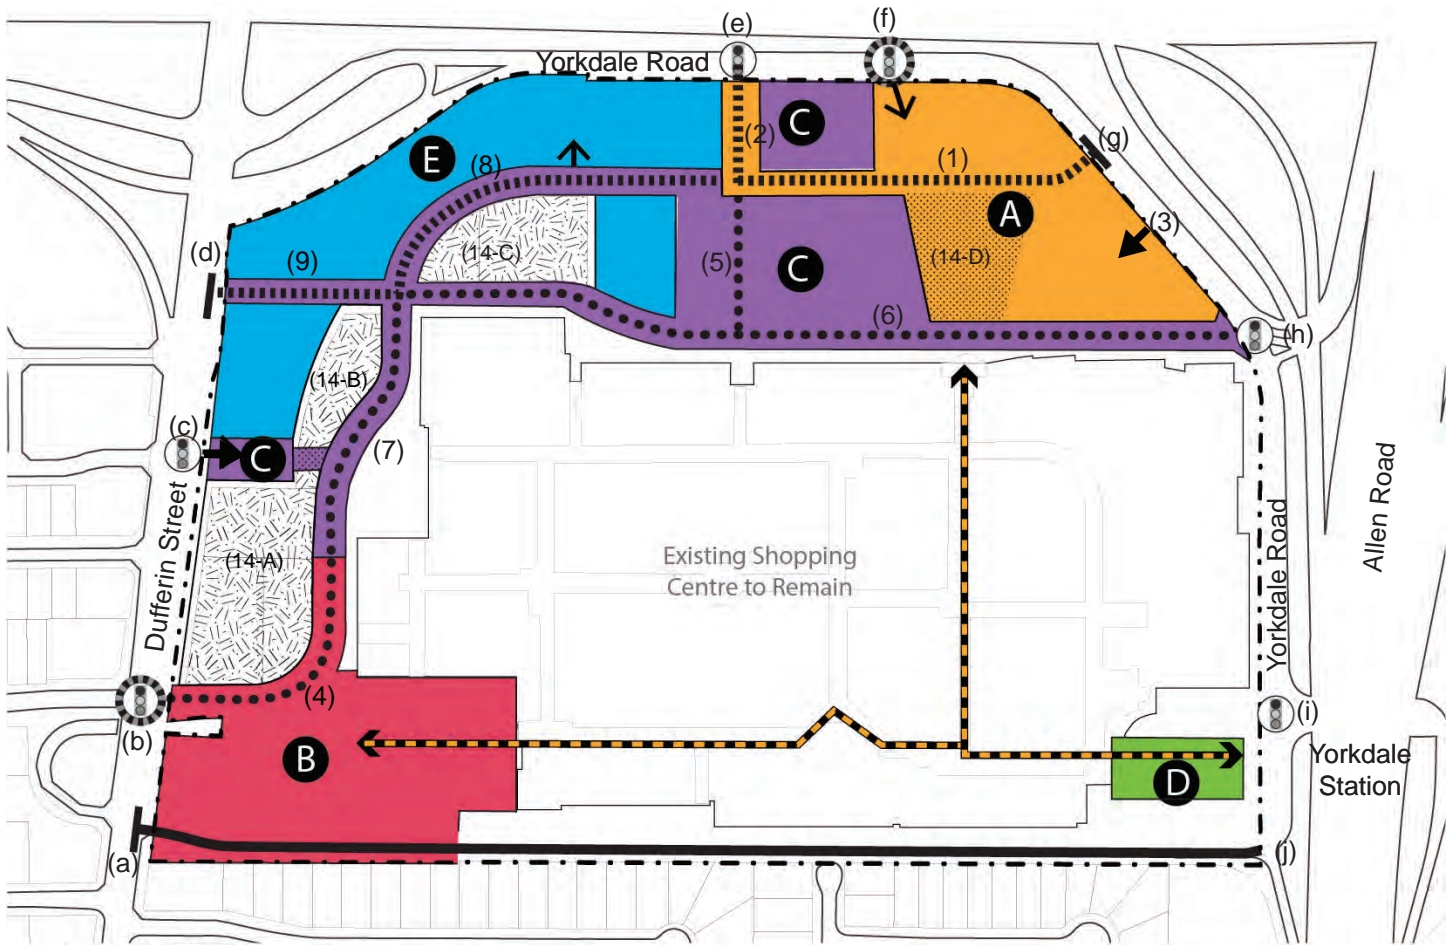 (e)
(f)
Yorkdale Road
C
(2)
(g)
E
(8)
(1)
A
(3)
(d)
(9)
(14-C)
(5)
C
(14-D)
(6)
(h)
(14-B)
(c)
C
(7)
Dufferin Street
(14-A)
Existing Shopping
Centre to Remain
Yorkdale Road
Allen Road
(4)
(b)
B
(i)
Yorkdale
Station
D
(a)
(j)